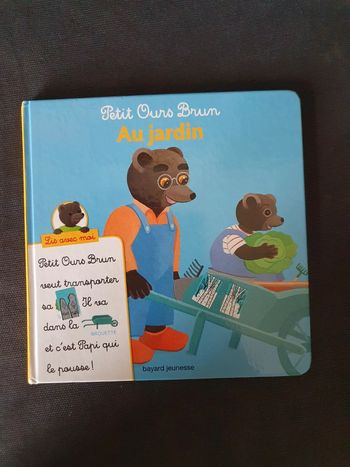 Petit Ours Brun
Au jardin
Lis avec moi
Petit Ours Brun
veut transporter
sa Il va
dans la
BROUETTE
et c'est Papi qui
le pousse !
bayard jeunesse